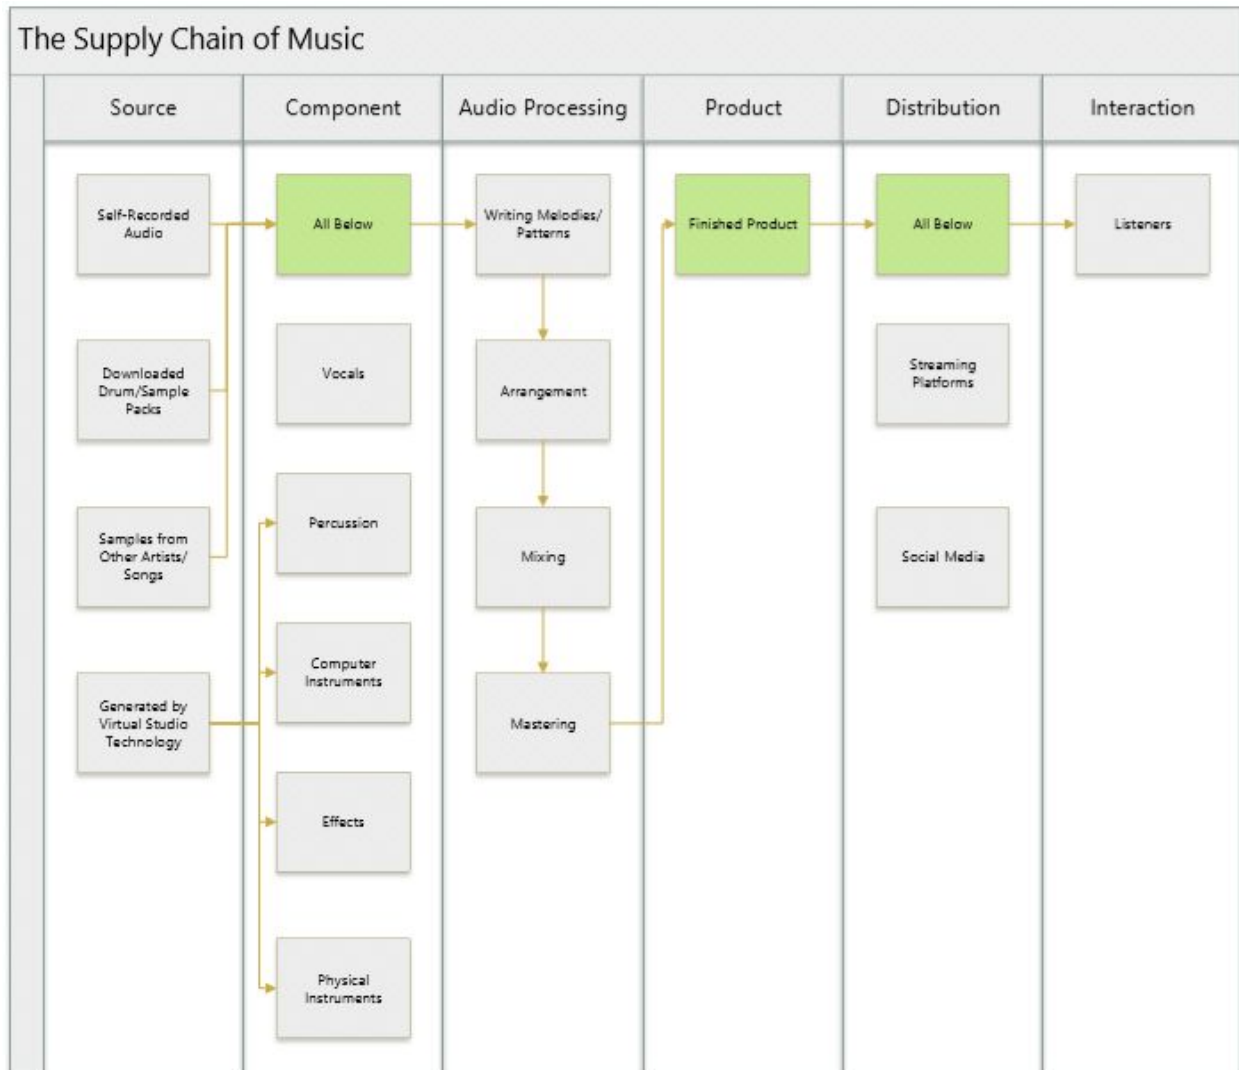 The Supply Chain of Music
Source
Component
Audio Processing
Product
Distribution
Interaction
Self-Recorded
Audio
All Below
Writing Melodies/
Patterns
Finished Product
All Below
Listeners
Downloaded
Drum/Sample
Packs
Vocals
Arrangement
Streaming
Platforms
Samples from
Other Artists/
Songs
Percussion
Mixing
Social Media
Generated by
Virtual Studio
Technology
Computer
Instruments
Mastering
Effects
Physical
Instruments